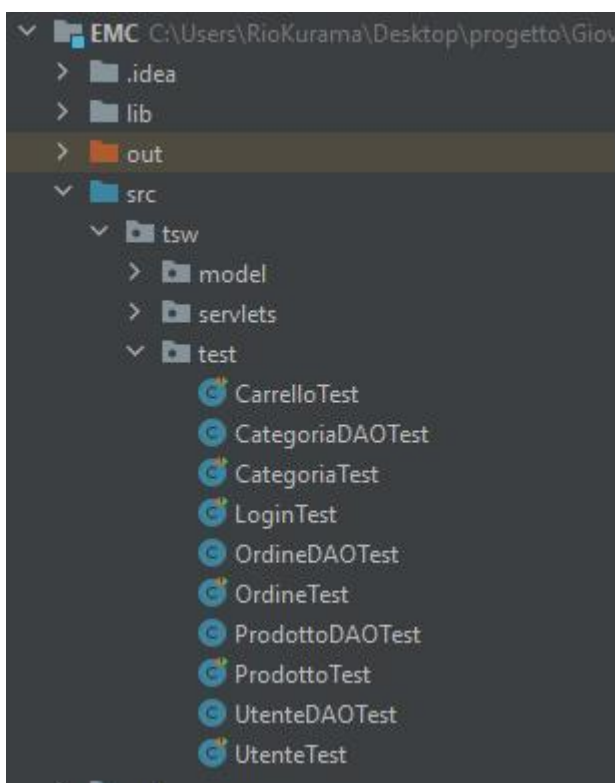 EMC C:\Users\RioKurama\Desktop\progetto\Giov
.idea
lib
out
src
tsw
model
servlets
test
CarrelloTest
CategoriaDAOTest
CategoriaTest
LoginTest
OrdineDAOTest
OrdineTest
ProdottoDAOTest
ProdottoTest
UtenteDAOTest
UtenteTest